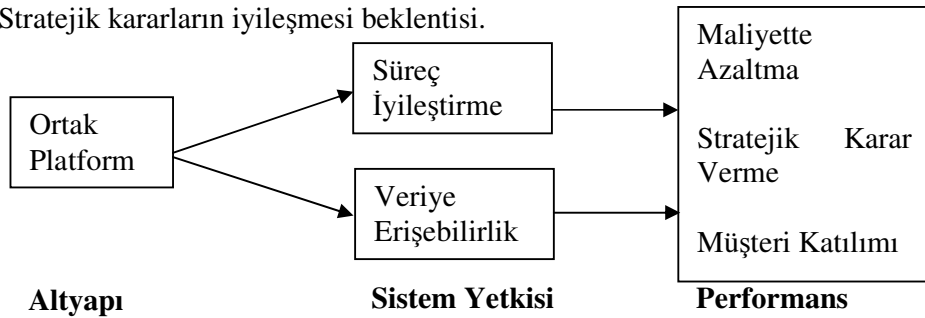 Stratejik kararların iyileşmesi beklentisi.
Ortak
Platform
Süreç
İyileştirme
Veriye
Erişebilirlik
Maliyette
Azaltma
Stratejik Karar
Verme
Müşteri Katılımı
Altyapı
Sistem Yetkisi
Performans